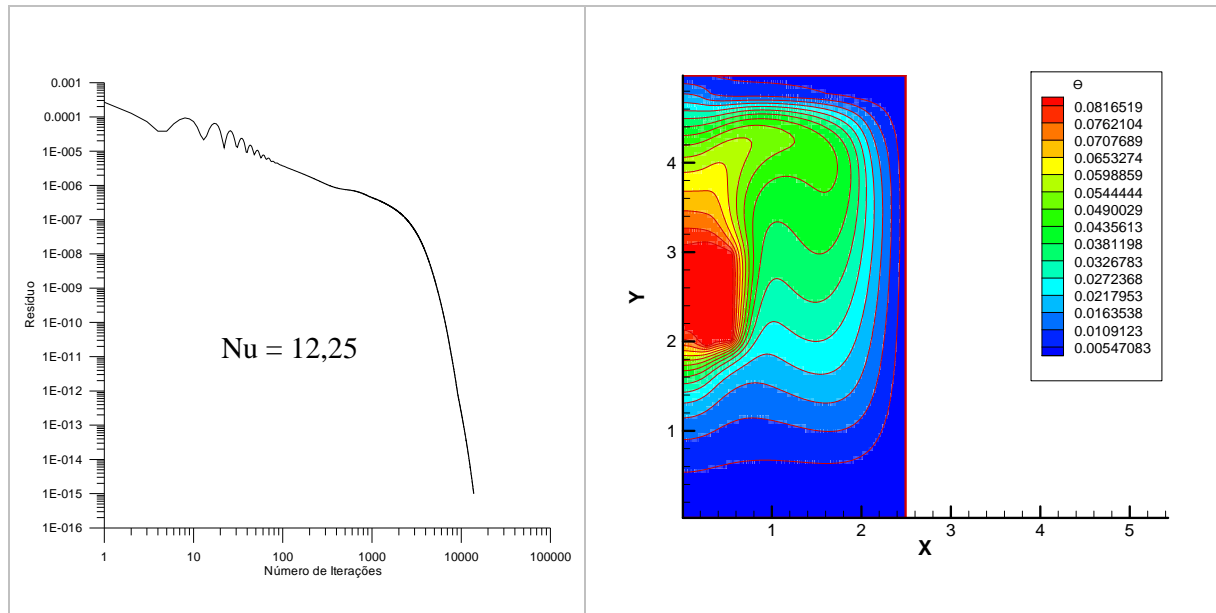 0.001
0.0001
1E-005
1E-006
1E-007
1E-008
1E-009
1E-010
1E-011
1E-012
1E-013
1E-014
1E-015
1E-016
Resíduo
Nu = 12,25
1 10 100 1000 10000 100000
Número de Iterações
4
3
2
1
Y
1 2 3 4 5
X
Θ
0.0816519
0.0762104
0.0707689
0.0653274
0.0598859
0.0544444
0.0490029
0.0435613
0.0381198
0.0326783
0.0272368
0.0217953
0.0163538
0.0109123
0.00547083